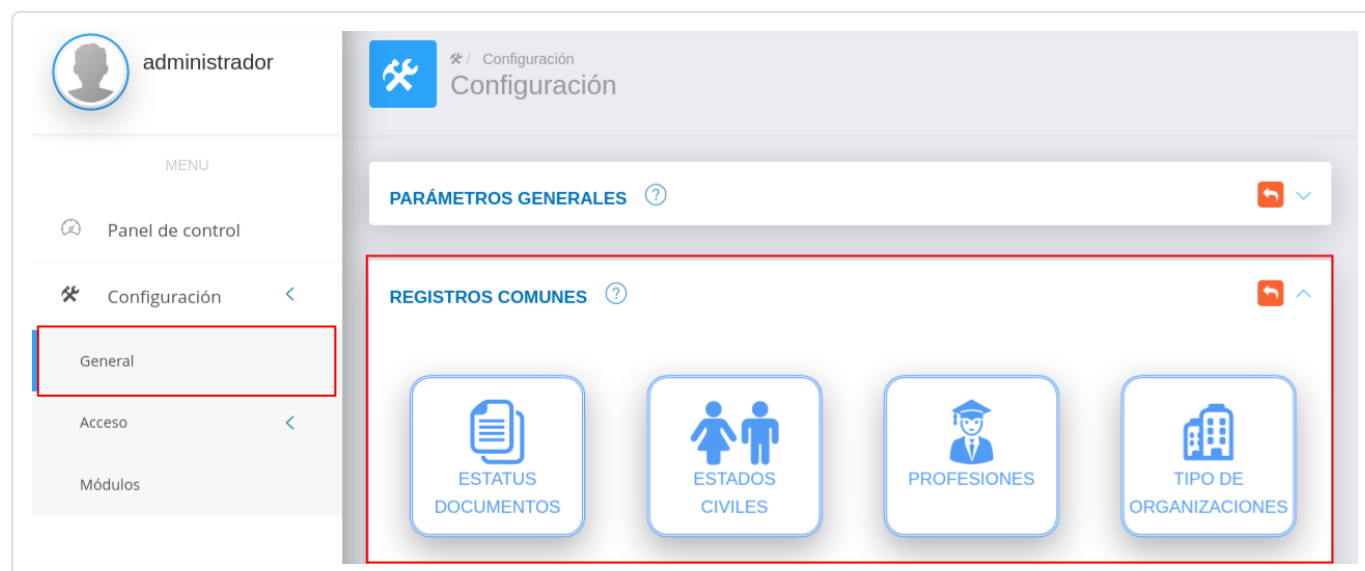 administrador
MENU
Panel de control
Configuración
General
Acceso
Módulos
/ Configuración
Configuración
PARÁMETROS GENERALES ?
REGISTROS COMUNES ?
ESTATUS
DOCUMENTOS
ESTADOS
CIVILES
PROFESIONES
TIPO DE
ORGANIZACIONES